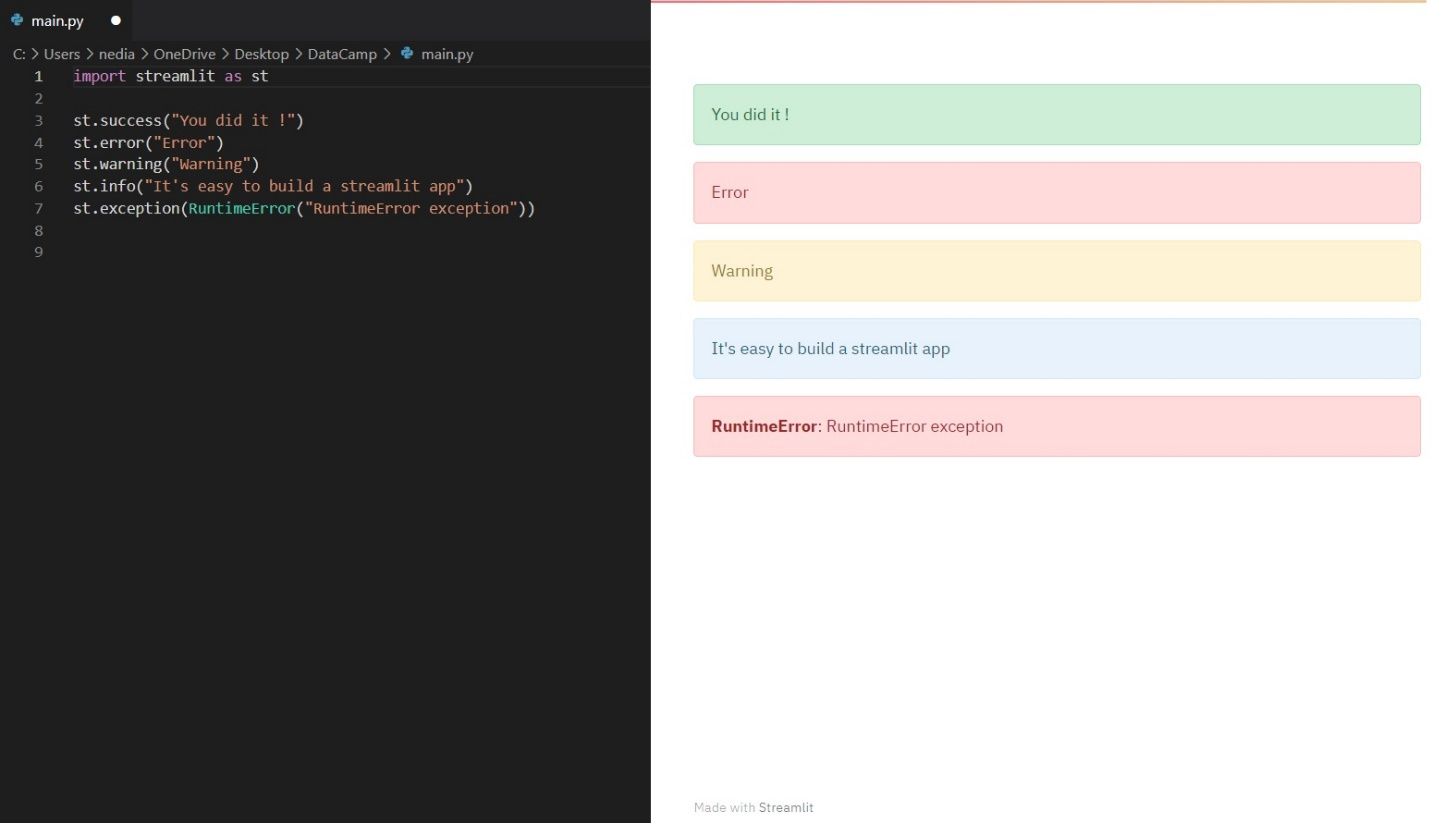 main.py
C: > Users > nedia > OneDrive > Desktop > DataCamp > main.py
1 import streamlit as st
2
3 st.success("You did it !")
4 st.error("Error")
5 st.warning("Warning")
6 st.info("It's easy to build a streamlit app")
7 st.exception(RuntimeError("RuntimeError exception"))
8
9
You did it !
Error
Warning
It's easy to build a streamlit app
RuntimeError: RuntimeError exception
Made with Streamlit